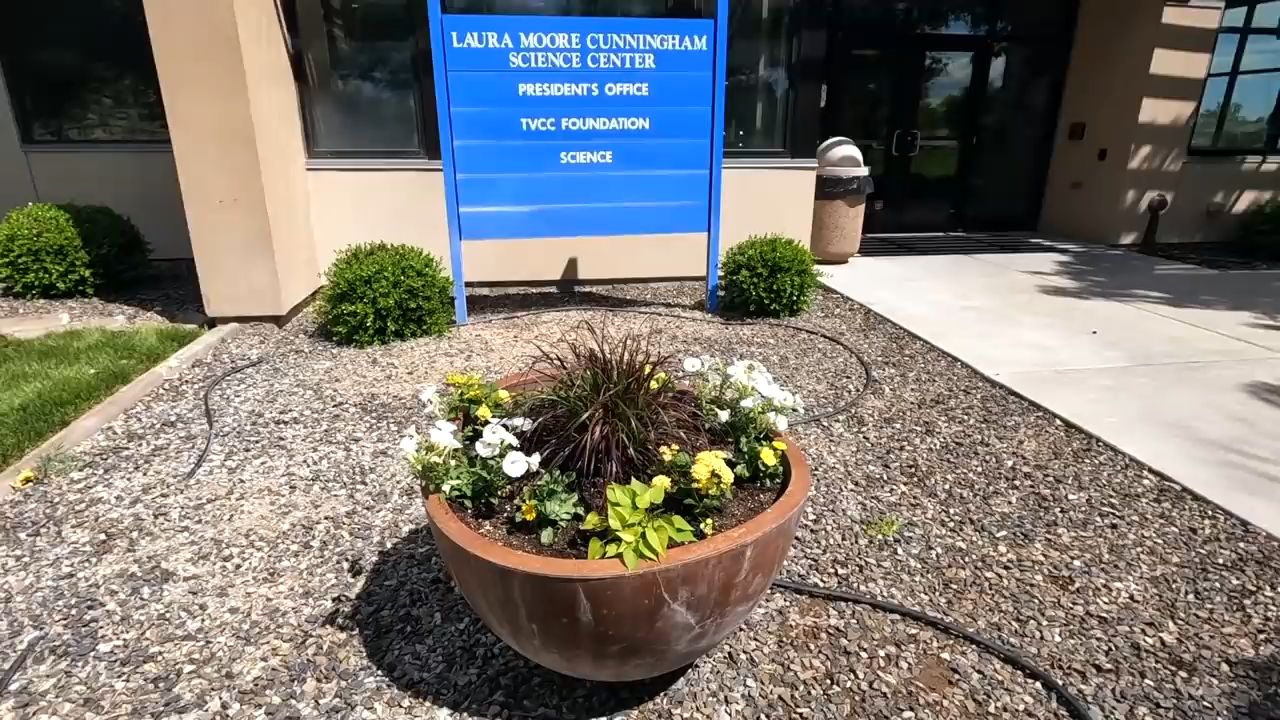 LAURA MOORE CUNNINGHAM
SCIENCE CENTER
PRESIDENT'S OFFICE
TVCC FOUNDATION
SCIENCE